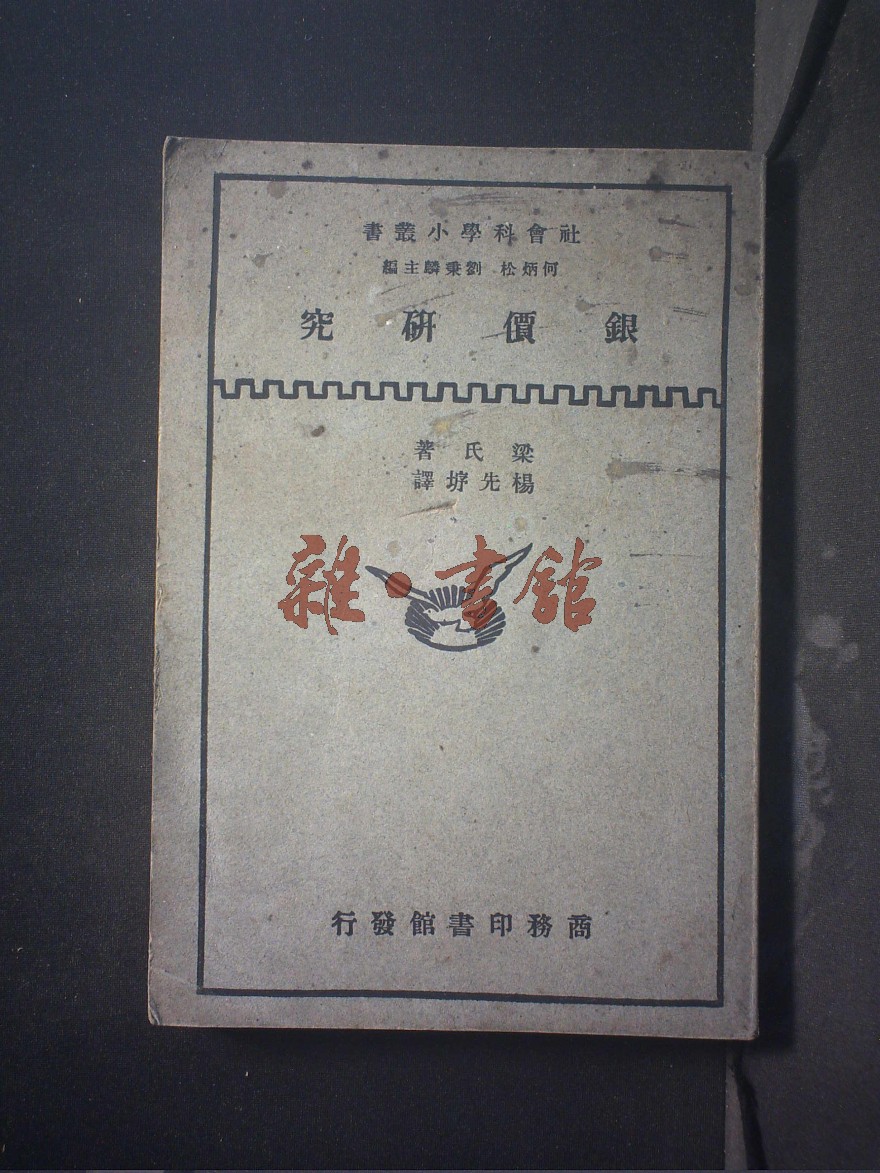 社會科學小叢書
何炳松 劉秉麟主編
銀價研究
梁氏著
楊先垿譯
雜·書館
商務印書館發行